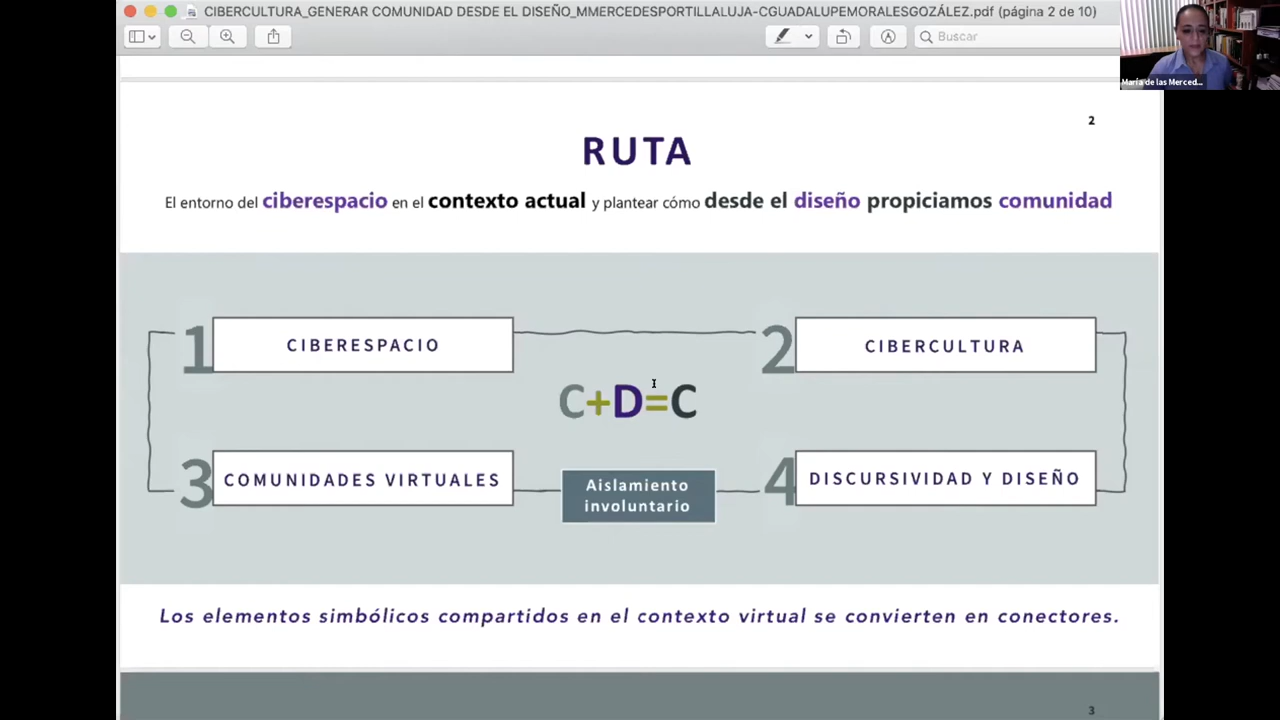 CIBERCULTURA_GENERAR COMUNIDAD DESDE EL DISEÑO_MMERCEDESPORTILLALUJA-CGUADALUPEMORALESGOZÁLEZ.pdf (página 2 de 10)
Buscar
María de las Merced...
2
RUTA
El entorno del ciberespacio en el contexto actual y plantear cómo desde el diseño propiciamos comunidad
1 CIBERESPACIO
2 CIBERCULTURA
C+D=C
3 COMUNIDADES VIRTUALES
Aislamiento
involuntario
4 DISCURSIVIDAD Y DISEÑO
Los elementos simbólicos compartidos en el contexto virtual se convierten en conectores.
3